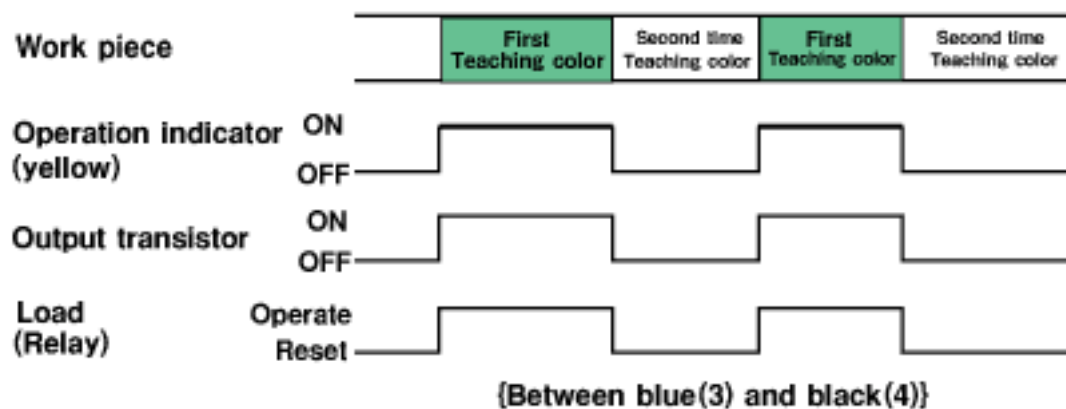 Work piece
First
Teaching color
Second time
Teaching color
First
Teaching color
Second time
Teaching color
Operation indicator
(yellow)
ON
OFF
Output transistor
ON
OFF
Load
(Relay)
Operate
Reset
{Between blue(3) and black(4)}